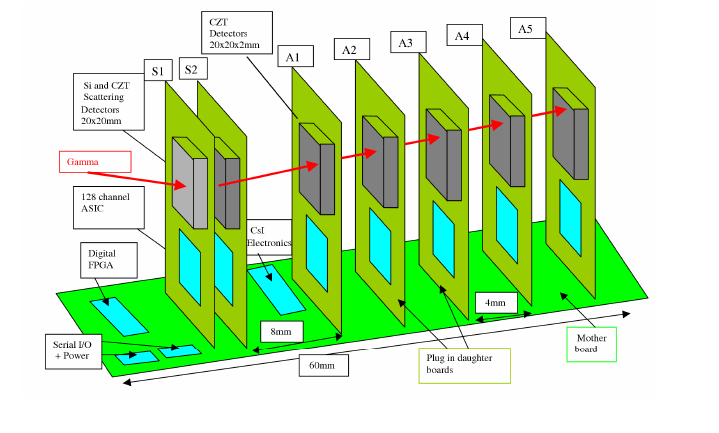 CZT
Detectors
20x20x2mm
A5
A4
A3
A2
A1
S1
S2
Si and CZT
Scattering
Detectors
20x20mm
Gamma
128 channel
ASIC
CsI
Electronics
Digital
FPGA
4mm
8mm
Serial I/O
+ Power
60mm
Plug in daughter
boards
Mother
board